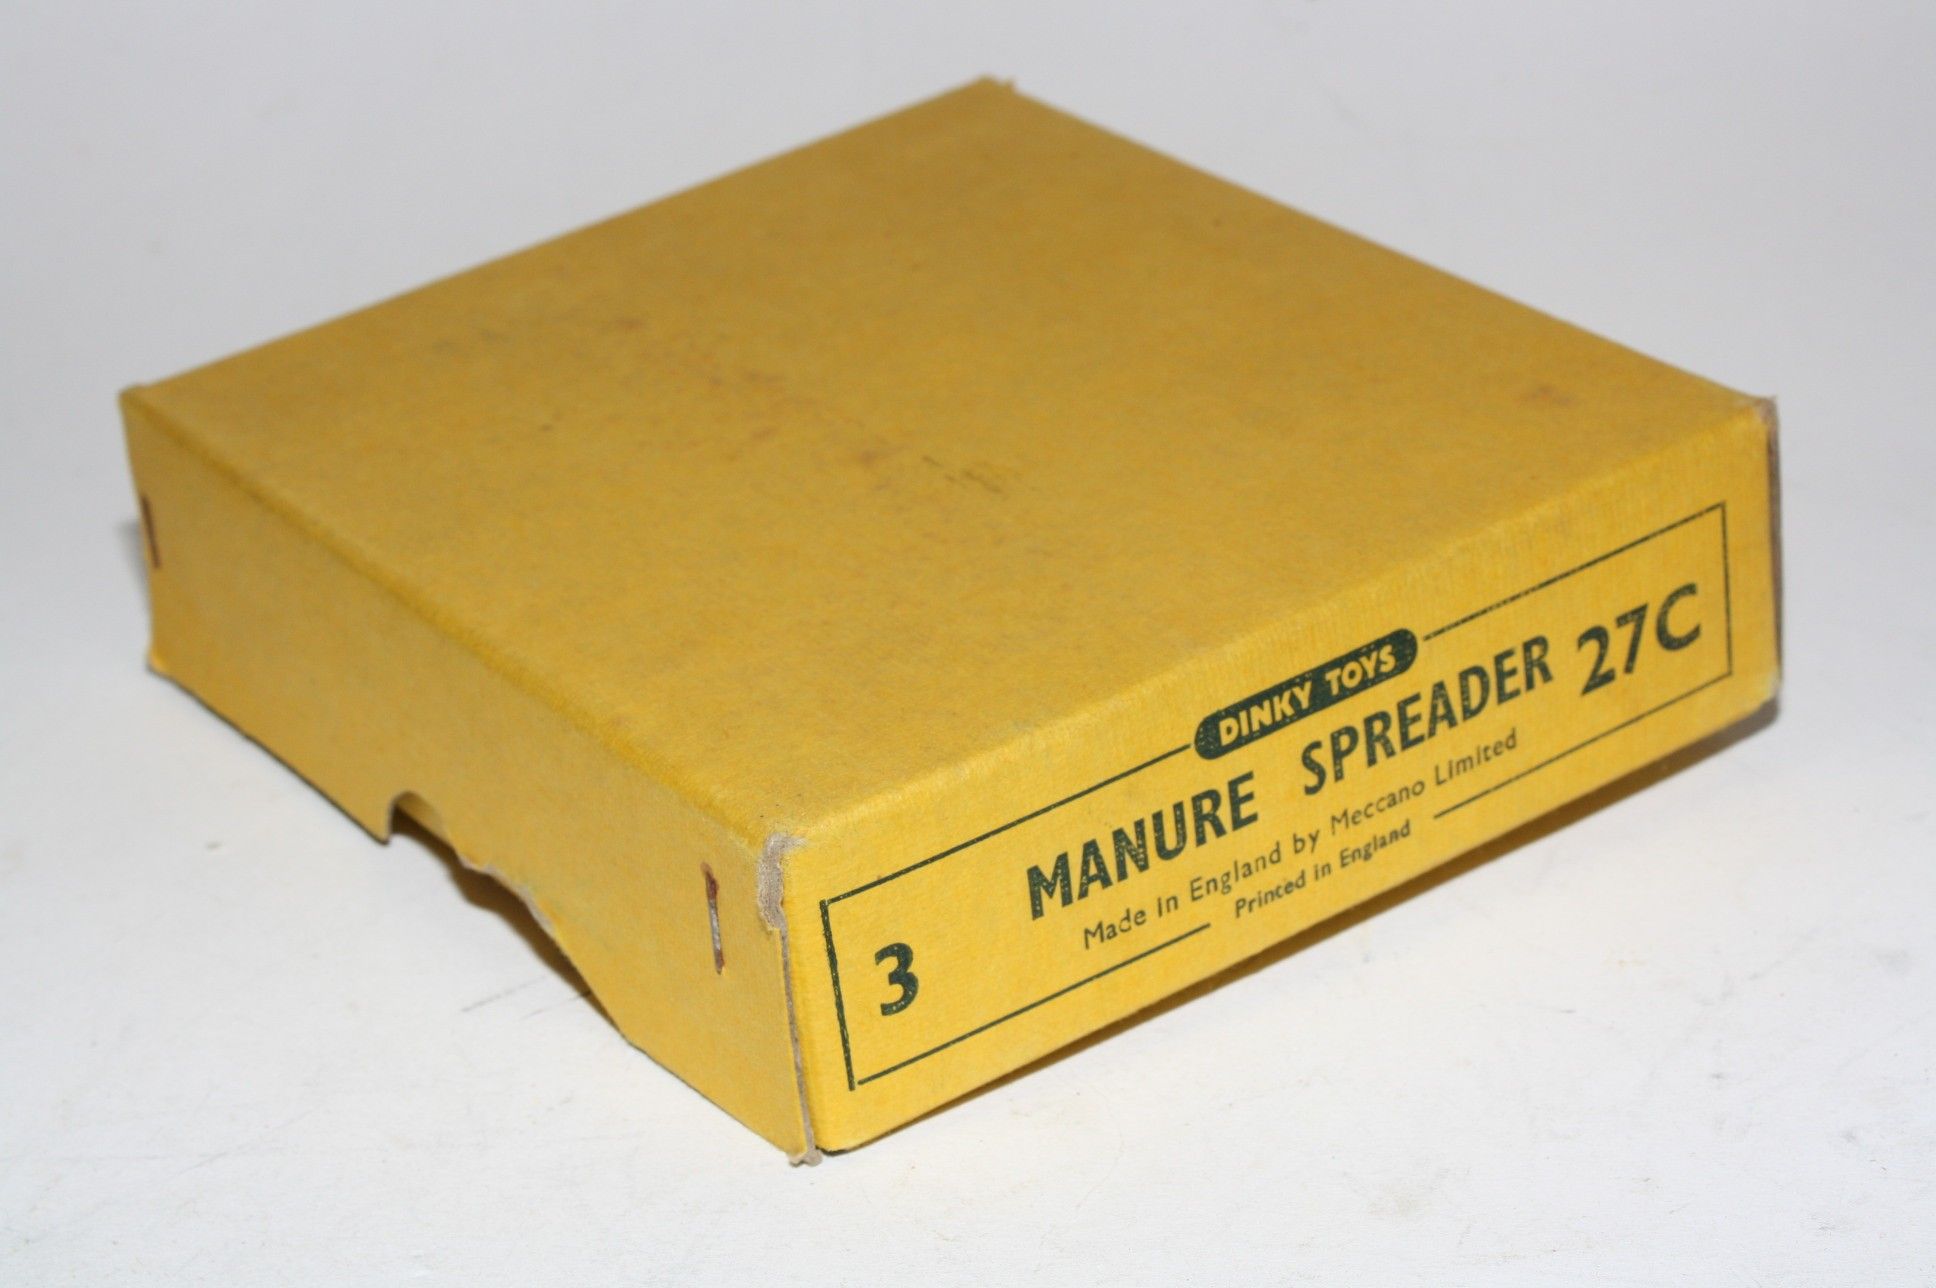 DINKY TOYS
3 MANURE SPREADER 27C
Made in England by Meccano Limited
Printed in England